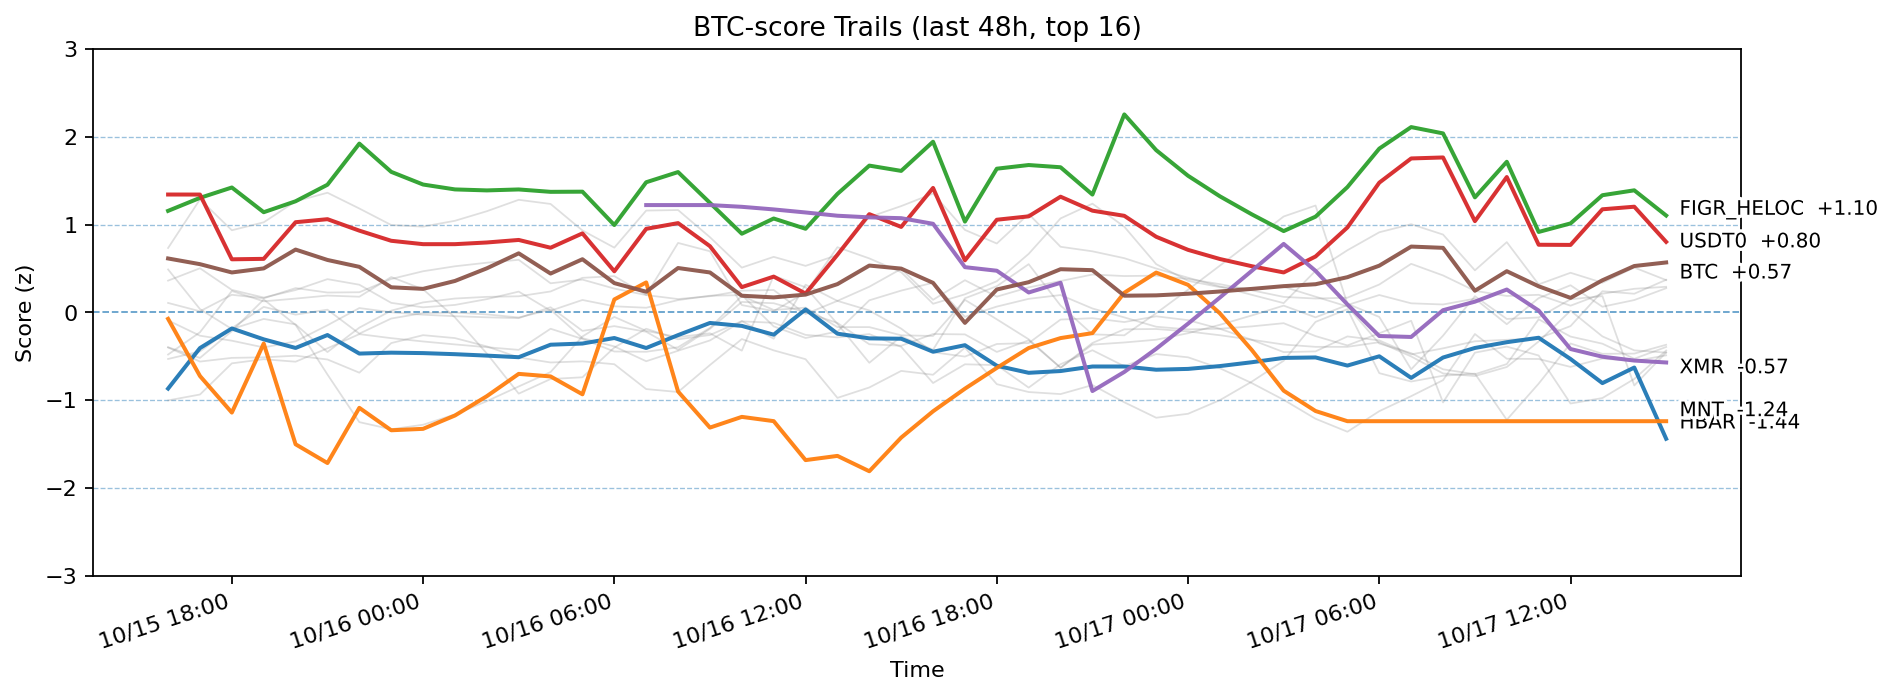 BTC-score Trails (last 48h, top 16)
Score (z)
3
2
1
0
−1
−2
−3
FIGR_HELOC +1.10
USDT0 +0.80
BTC +0.57
XMR -0.57
MNT -1.24
HBAR -1.44
10/15 18:00
10/16 00:00
10/16 06:00
10/16 12:00
10/16 18:00
10/17 00:00
10/17 06:00
10/17 12:00
Time